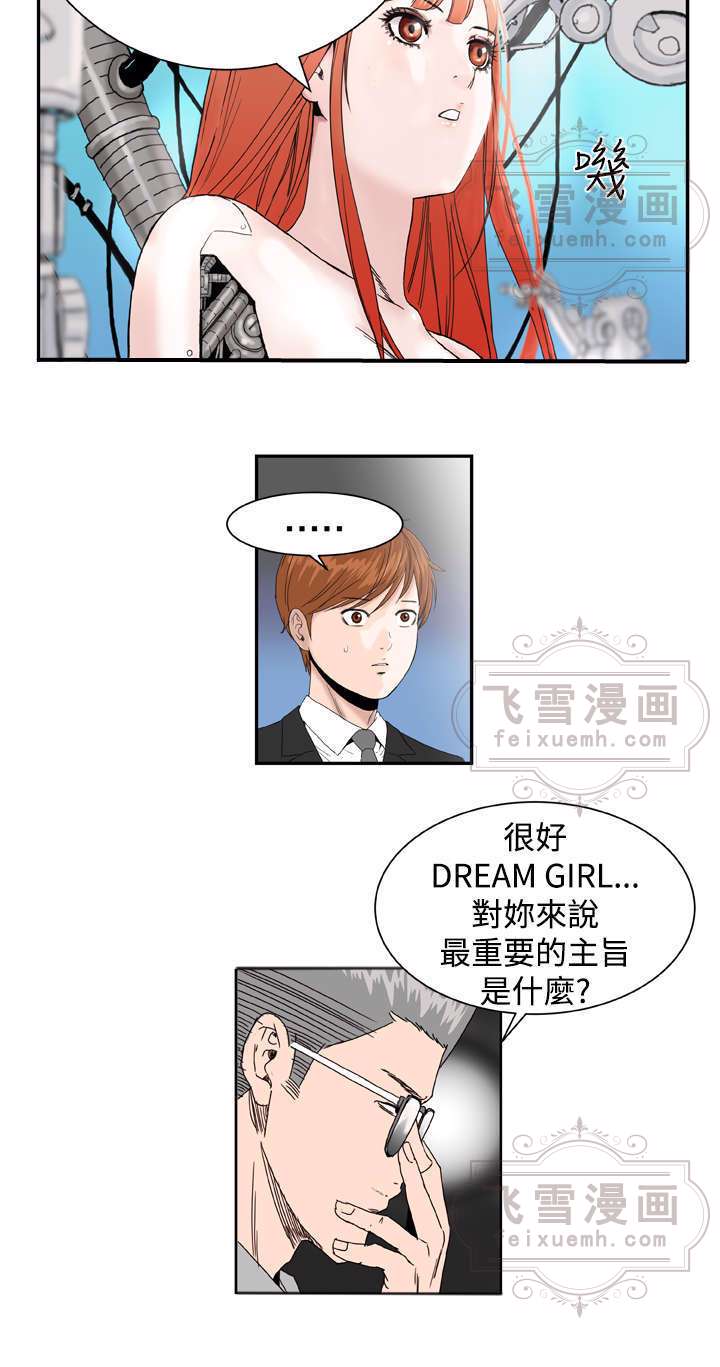 嘰
飞雪漫画
feixuemh.com
.....
飞雪漫画
feixuemh.com
很好
DREAM GIRL...
對妳來說
最重要的主旨
是什麼?
飞雪漫画
feixuemh.com